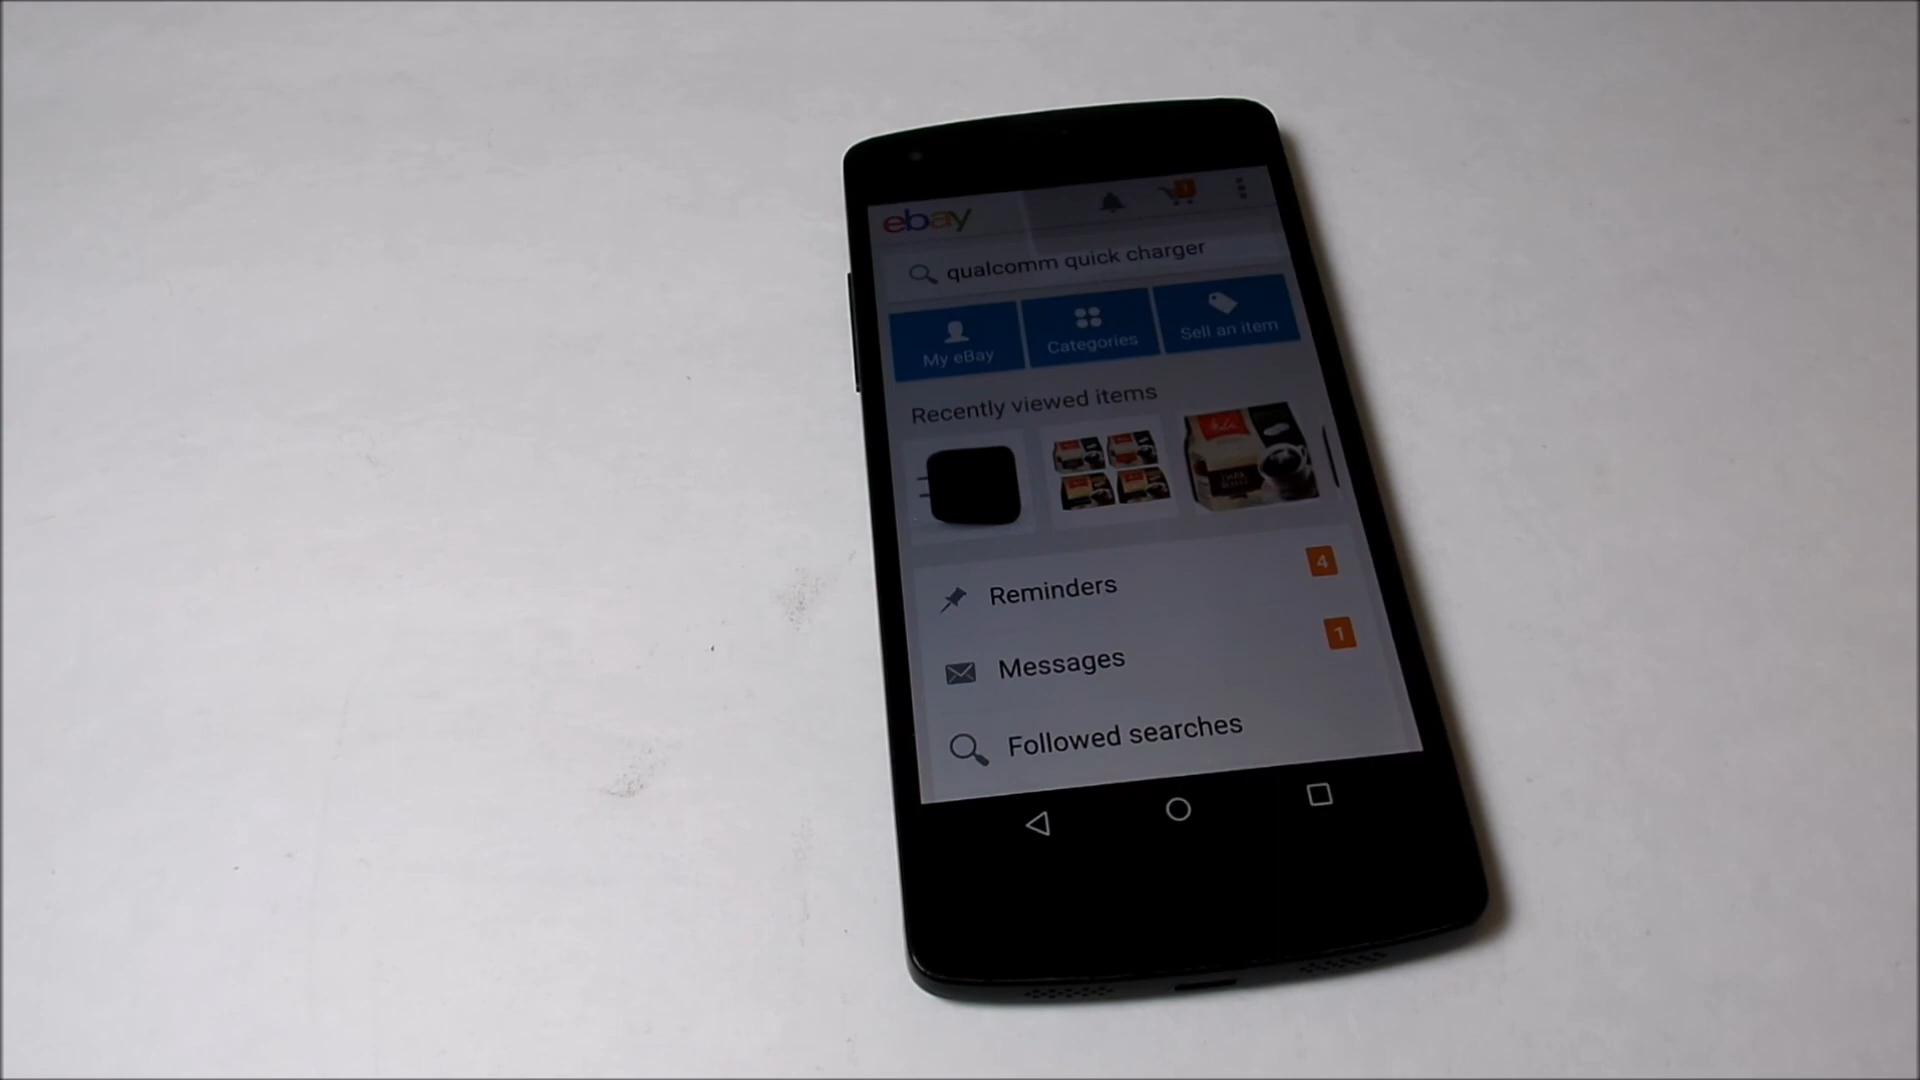 ebay
1
qualcomm quick charger
My eBay
Categories
Sell an item
Recently viewed items
Reminders
4
Messages
1
Followed searches